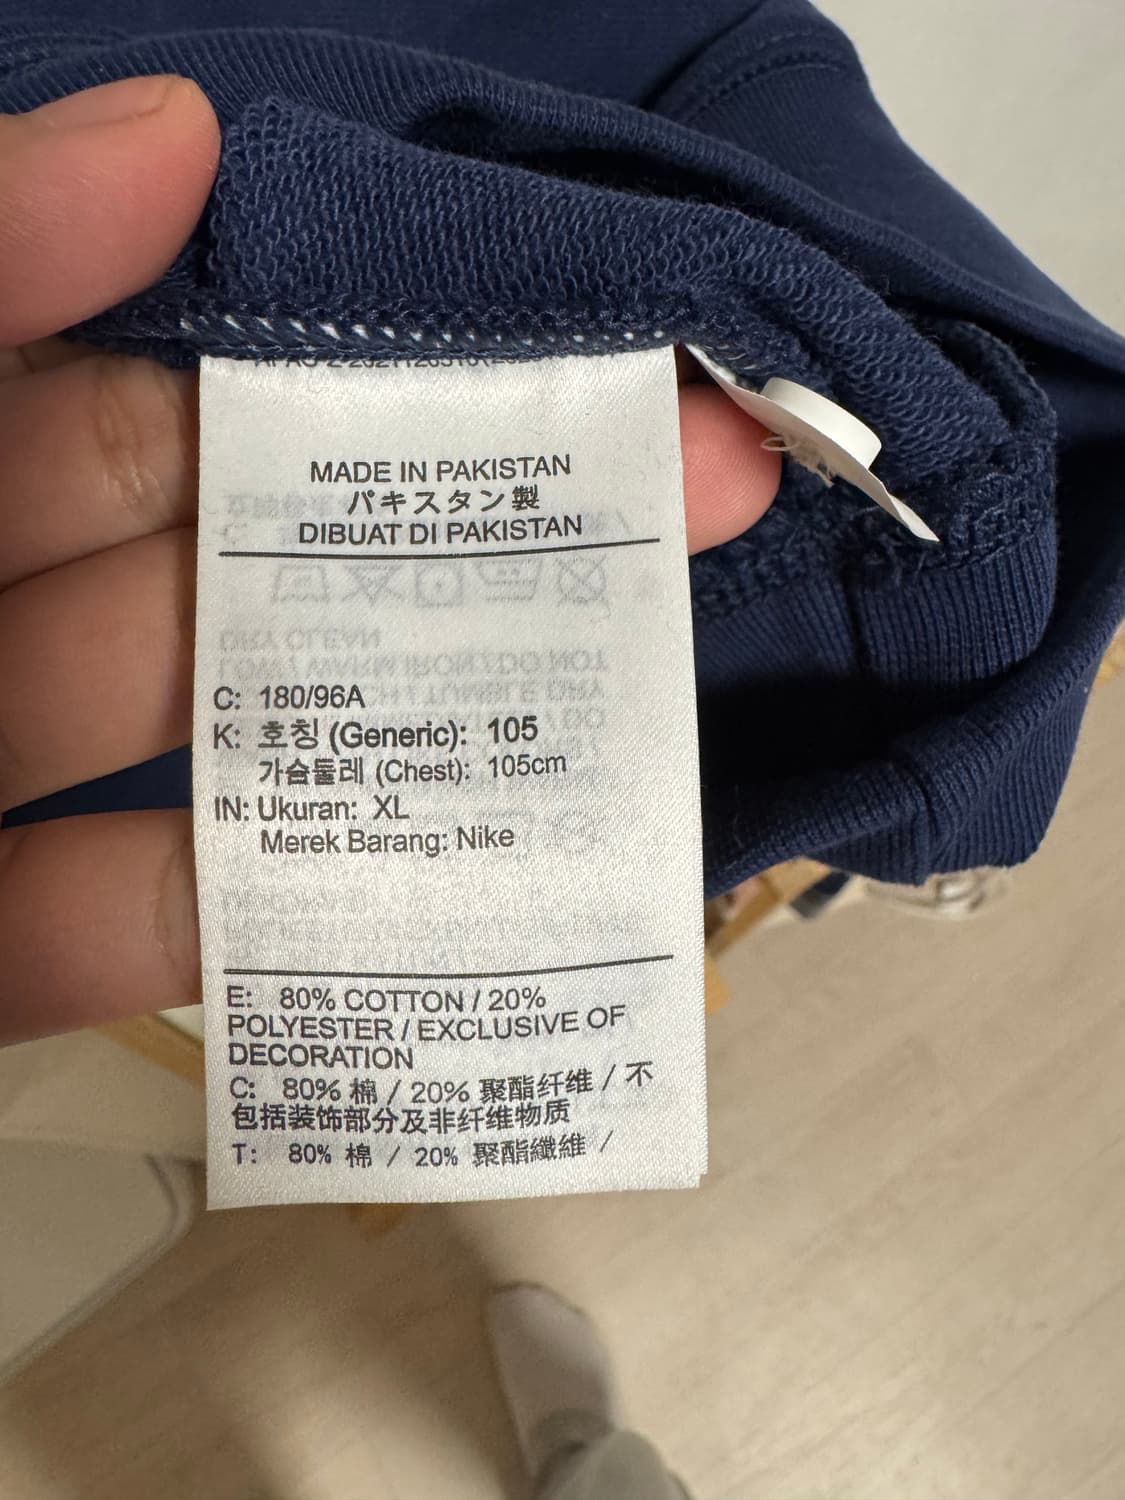 MADE IN PAKISTAN
パキスタン製
DIBUAT DI PAKISTAN
C: 180/96A
K: 호칭 (Generic): 105
가슴둘레 (Chest): 105cm
IN: Ukuran: XL
Merek Barang: Nike
E: 80% COTTON / 20%
POLYESTER / EXCLUSIVE OF
DECORATION
C: 80% 棉 / 20% 聚酯纤维 / 不
包括装饰部分及非纤维物质
T: 80% 棉 / 20% 聚酯纖維 /